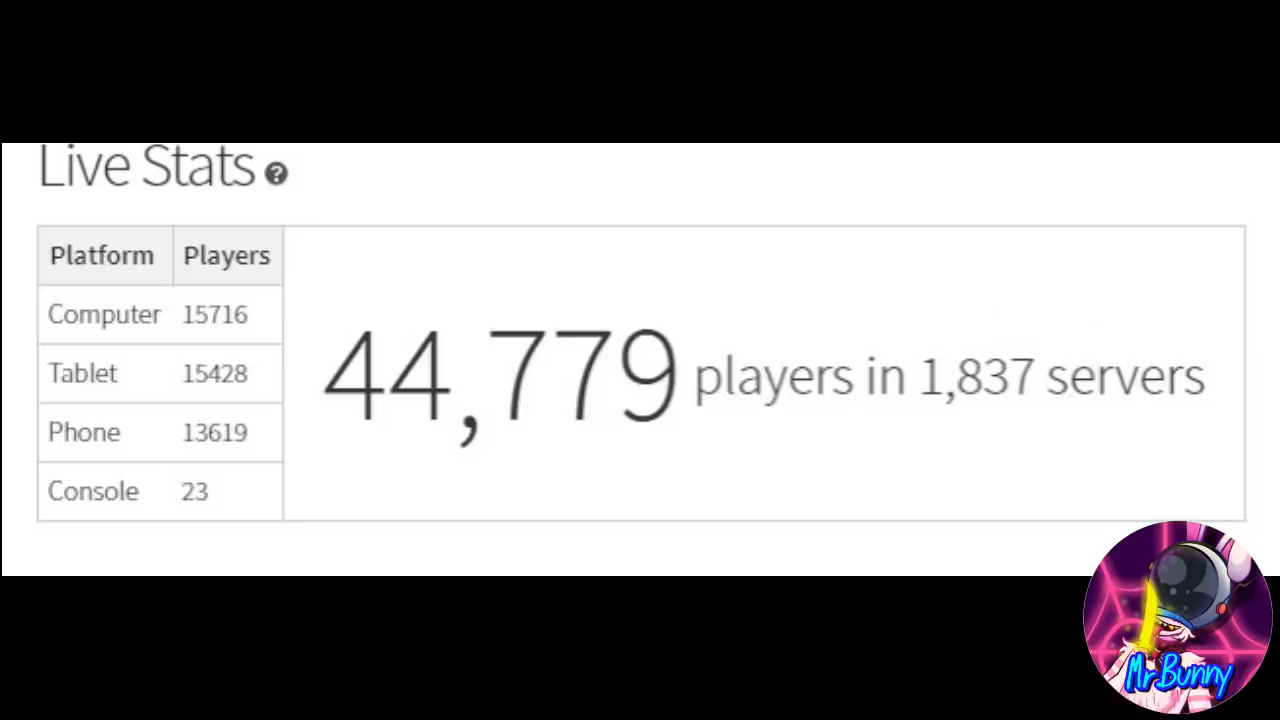 Live Stats ?
Platform Players
Computer 15716
Tablet 15428
Phone 13619
Console 23
44,779 players in 1,837 servers
MrBunny